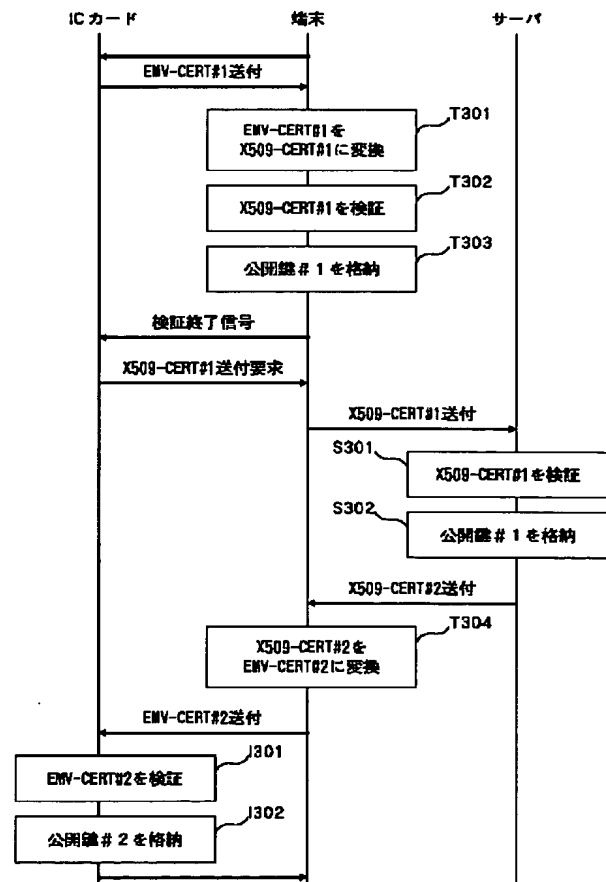 ICカード
端末
サーバ
EMV-CERT#1送付
EMV-CERT#1を
X509-CERT#1に変換
T301
X509-CERT#1を検証
T302
公開鍵#1を格納
T303
検証終了信号
X509-CERT#1送付要求
X509-CERT#1送付
S301
X509-CERT#1を検証
S302
公開鍵#1を格納
X509-CERT#2送付
X509-CERT#2を
EMV-CERT#2に変換
T304
EMV-CERT#2送付
EMV-CERT#2を検証
I301
公開鍵#2を格納
I302